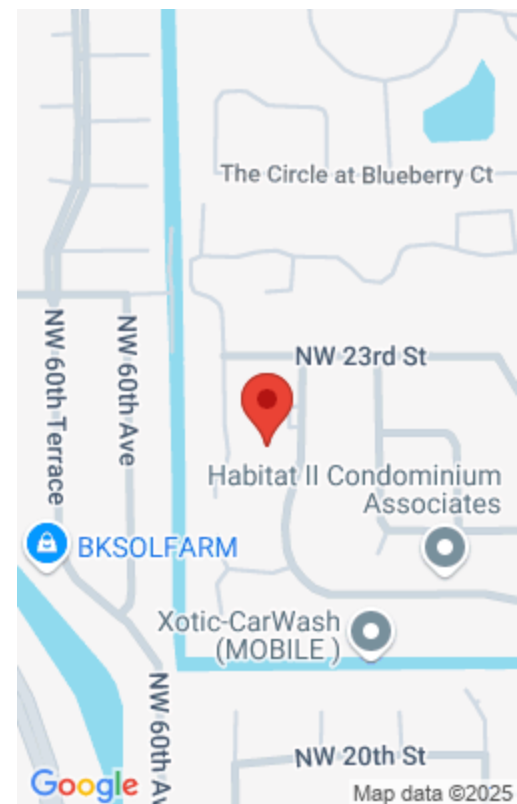 The Circle at Blueberry Ct
NW 23rd St
NW 60th Terrace
NW 60th Ave
Habitat II Condominium
Associates
BKSOLFARM
Xotic-CarWash
(MOBILE )
NW 60th Av
NW 20th St
Google
Map data ©2025